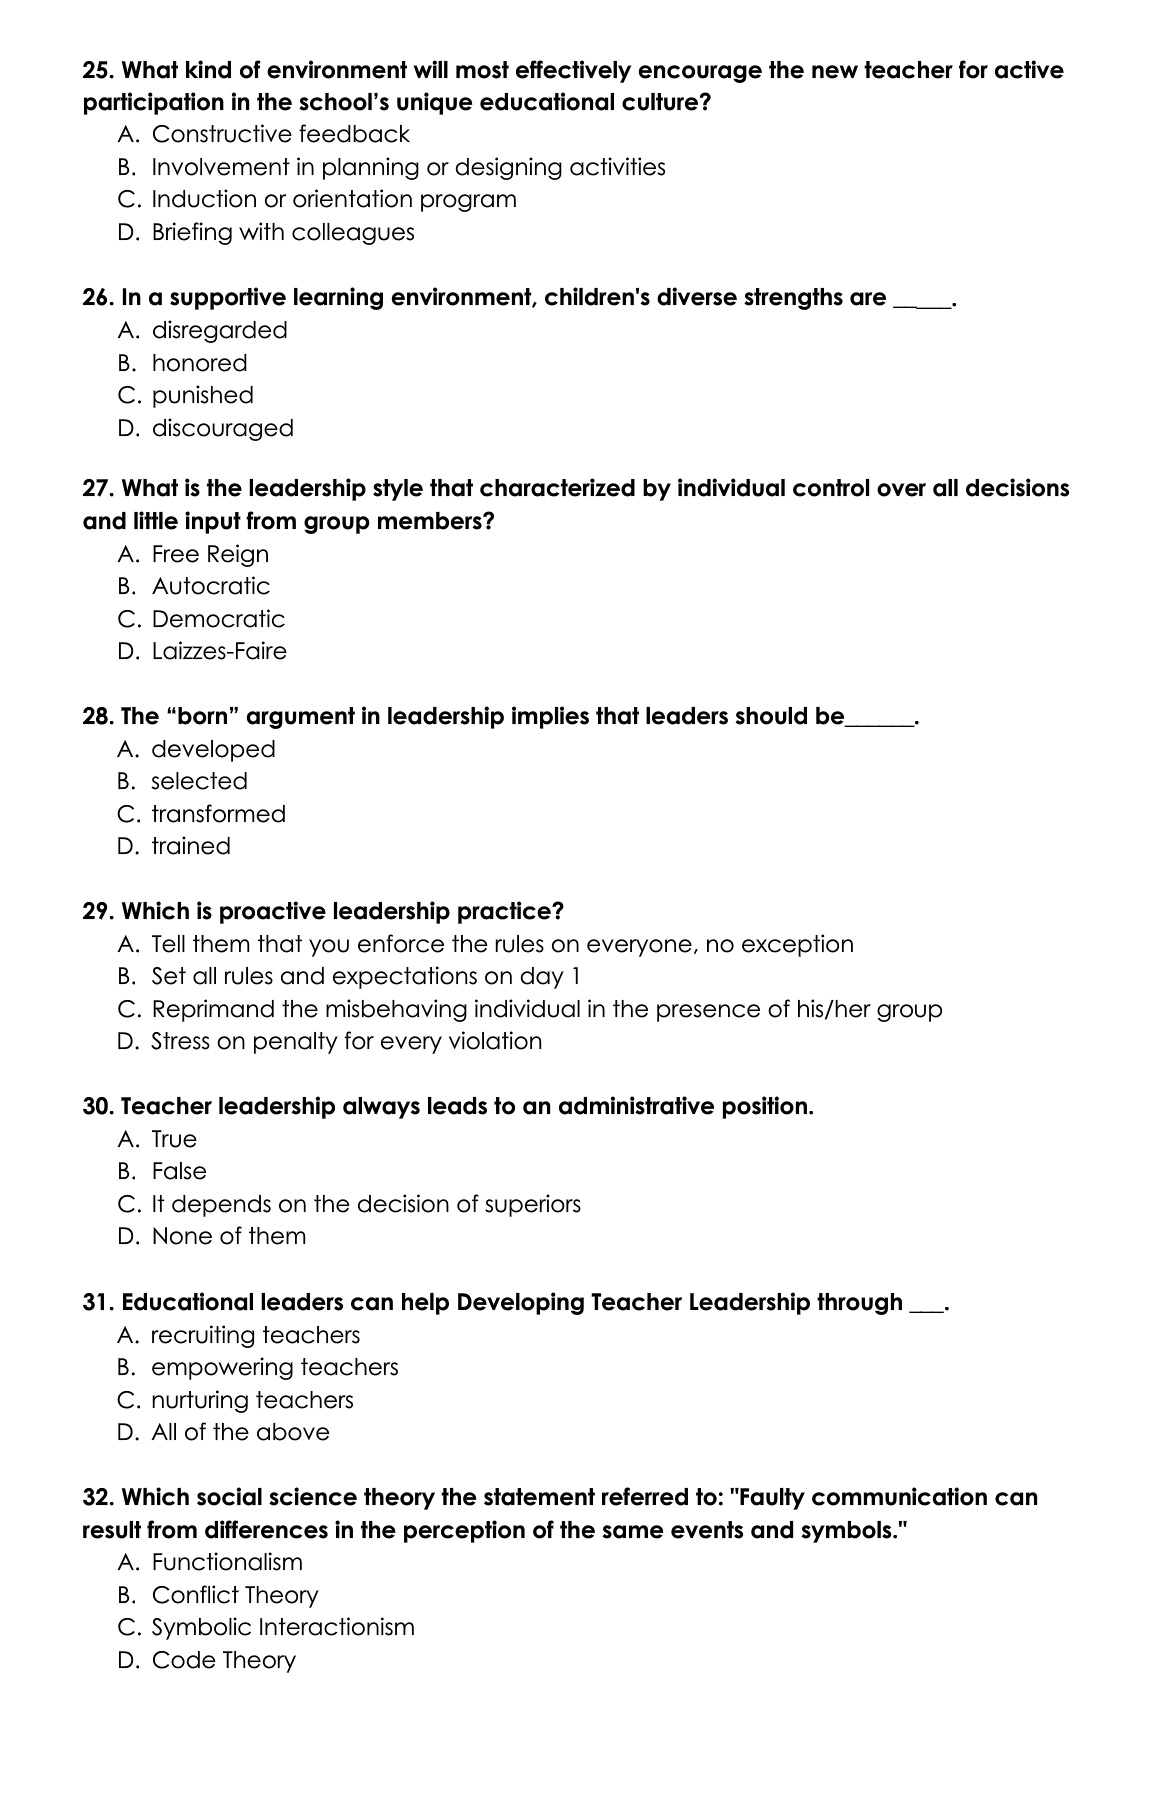 25. What kind of environment will most effectively encourage the new teacher for active
participation in the school’s unique educational culture?
A. Constructive feedback
B. Involvement in planning or designing activities
C. Induction or orientation program
D. Briefing with colleagues
26. In a supportive learning environment, children's diverse strengths are _____.
A. disregarded
B. honored
C. punished
D. discouraged
27. What is the leadership style that characterized by individual control over all decisions
and little input from group members?
A. Free Reign
B. Autocratic
C. Democratic
D. Laizzes-Faire
28. The “born” argument in leadership implies that leaders should be______.
A. developed
B. selected
C. transformed
D. trained
29. Which is proactive leadership practice?
A. Tell them that you enforce the rules on everyone, no exception
B. Set all rules and expectations on day 1
C. Reprimand the misbehaving individual in the presence of his/her group
D. Stress on penalty for every violation
30. Teacher leadership always leads to an administrative position.
A. True
B. False
C. It depends on the decision of superiors
D. None of them
31. Educational leaders can help Developing Teacher Leadership through ___.
A. recruiting teachers
B. empowering teachers
C. nurturing teachers
D. All of the above
32. Which social science theory the statement referred to: "Faulty communication can
result from differences in the perception of the same events and symbols."
A. Functionalism
B. Conflict Theory
C. Symbolic Interactionism
D. Code Theory